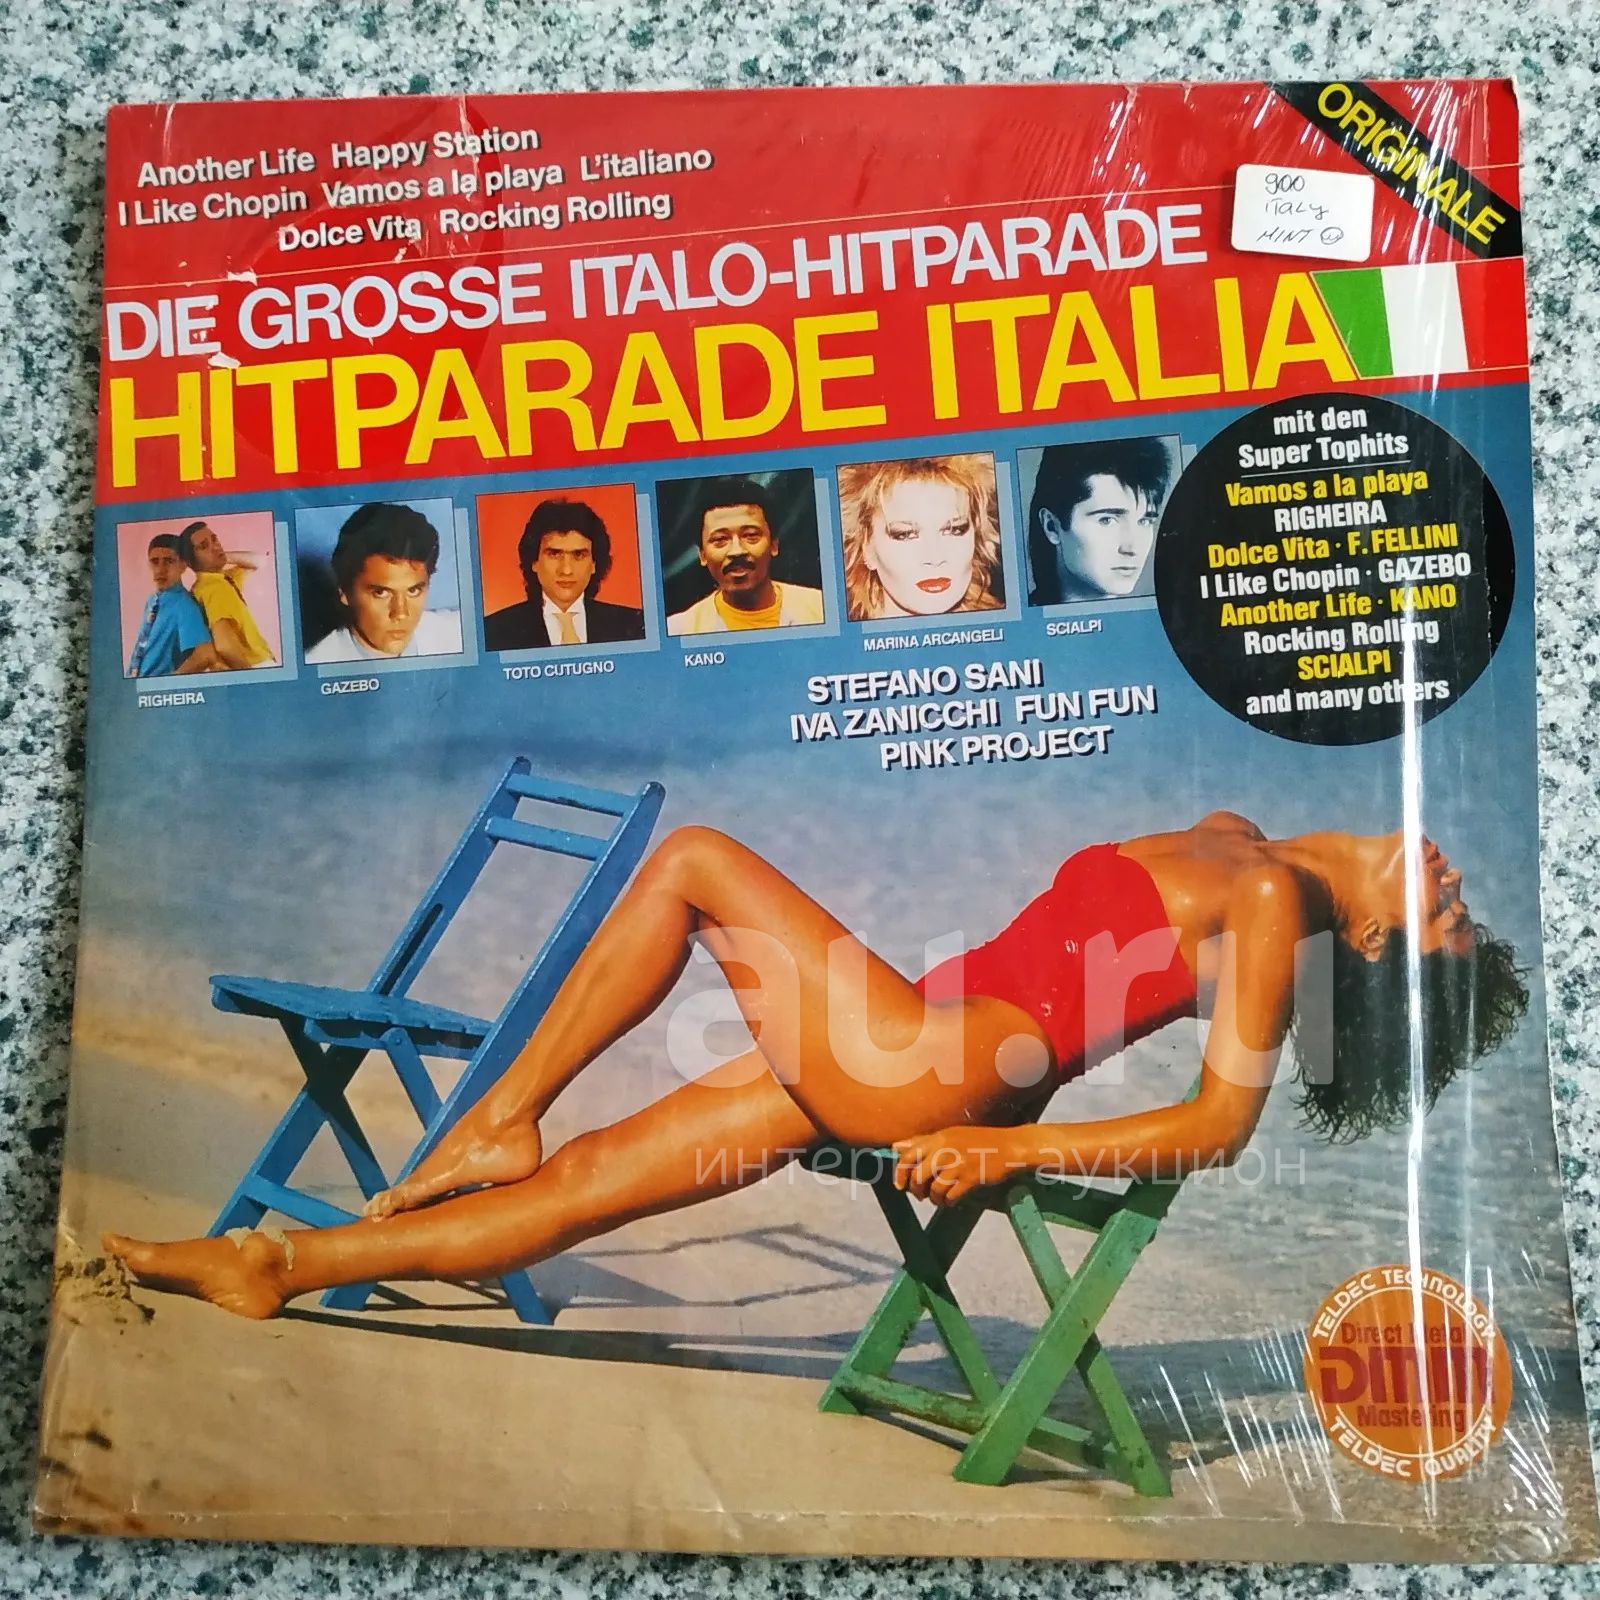 Another Life Happy Station
I Like Chopin Vamos a la playa L'italiano
Dolce Vita Rocking Rolling
ORIGINALE
900
ITALY
MINT
DIE GROSSE ITALO-HITPARADE
HITPARADE ITALIA
mit den
Super Tophits
Vamos a la playa
RIGHEIRA
Dolce Vita · F. FELLINI
I Like Chopin · GAZEBO
Another Life · KANO
Rocking Rolling
SCIALPI
and many others
RIGHEIRA
GAZEBO
TOTO CUTUGNO
KANO
MARINA ARCANGELI
SCIALPI
STEFANO SANI
IVA ZANICCHI FUN FUN
PINK PROJECT
au.ru
интернет-аукцион
TELDEC TECHNOLOGY
Direct Metal
DMM
Mastering
TELDEC QUALITY